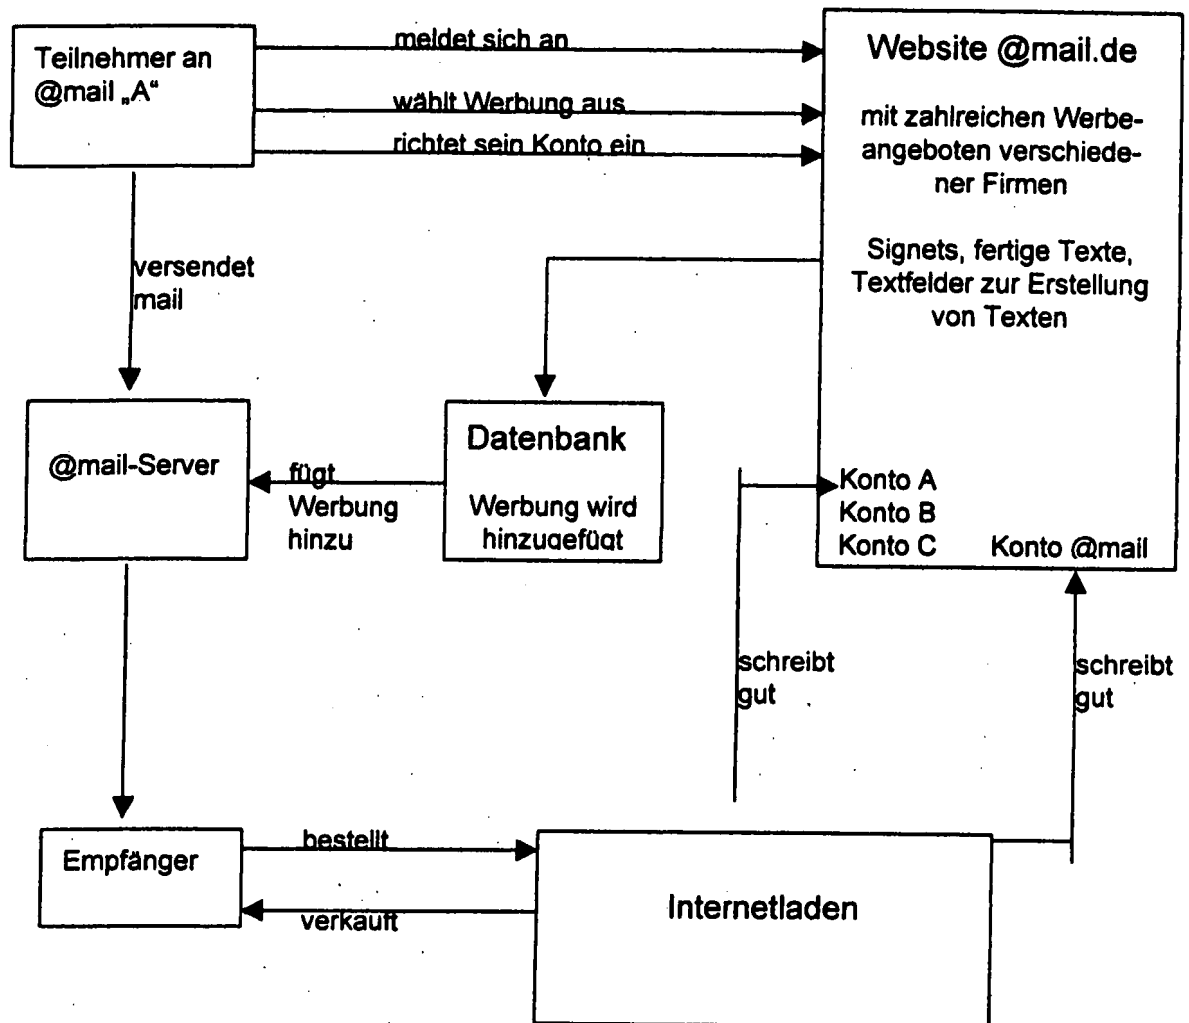 Teilnehmer an
@mail „A“
meldet sich an
wählt Werbung aus
richtet sein Konto ein
Website @mail.de
mit zahlreichen Werbe-
angeboten verschiede-
ner Firmen
Signets, fertige Texte,
Textfelder zur Erstellung
von Texten
versendet
mail
@mail-Server
fügt
Werbung
hinzu
Datenbank
Werbung wird
hinzugefügt
Konto A
Konto B
Konto C
Konto @mail
schreibt
gut
schreibt
gut
Empfänger
bestellt
verkauft
Internetladen